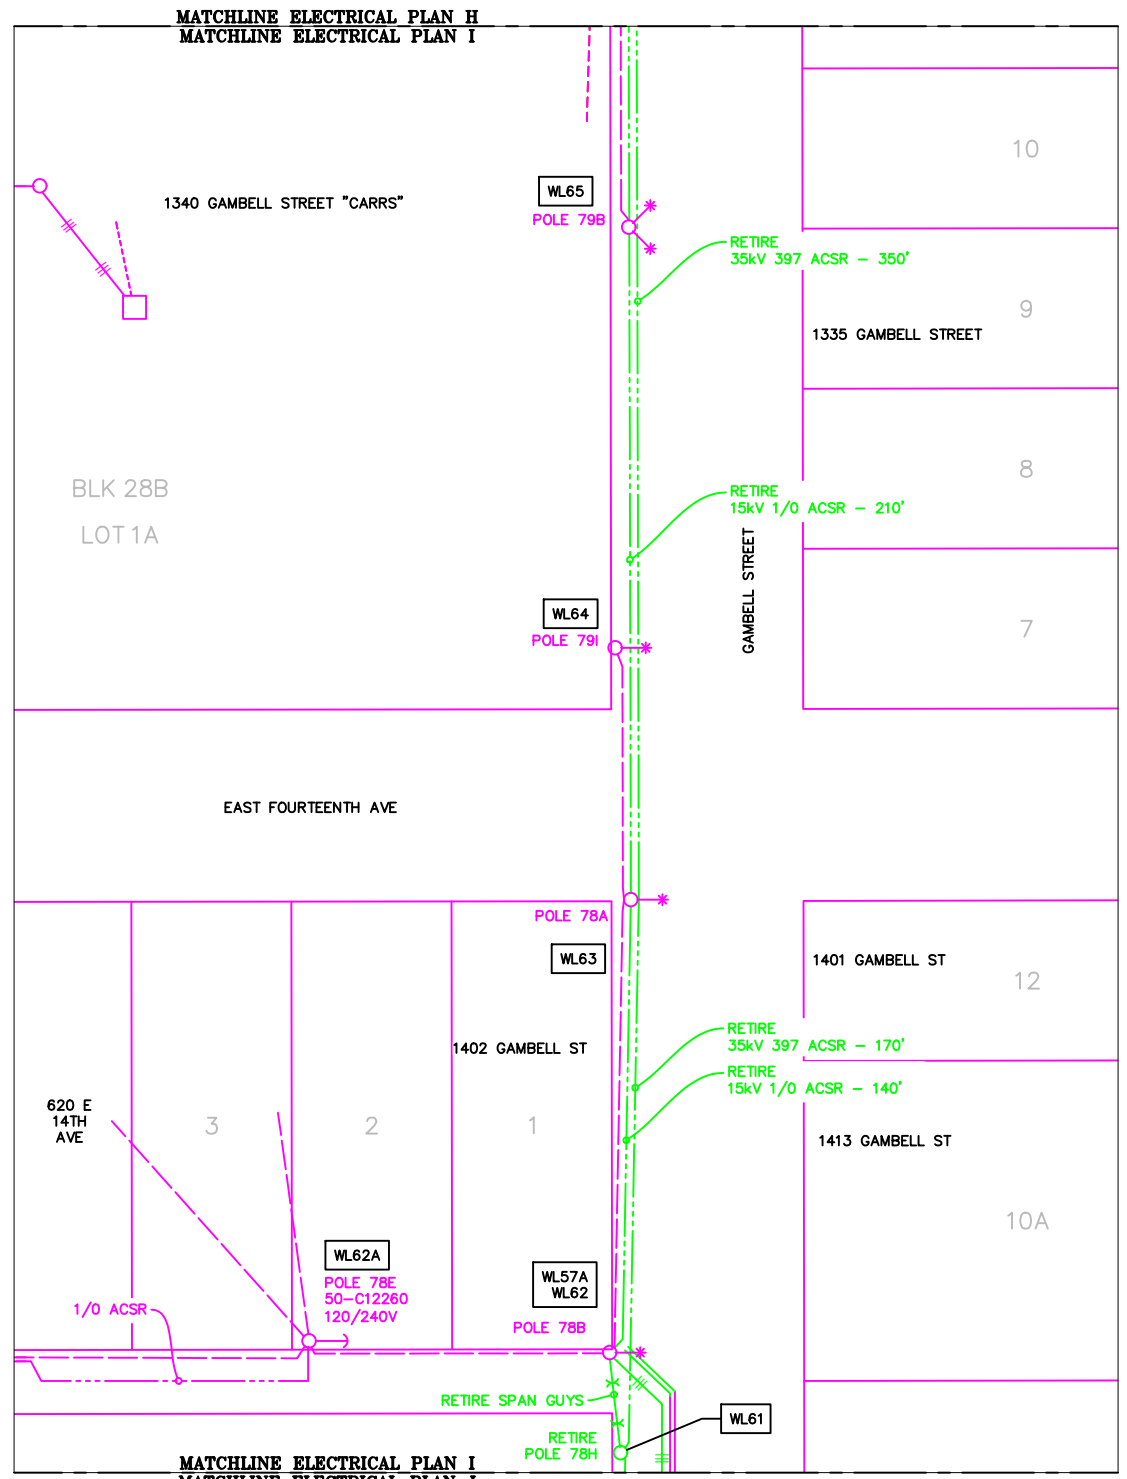 MATCHLINE ELECTRICAL PLAN H
MATCHLINE ELECTRICAL PLAN I
10
WL65
1340 GAMBELL STREET "CARRS"
POLE 79B
RETIRE
35kV 397 ACSR - 350'
9
1335 GAMBELL STREET
8
BLK 28B
LOT 1A
RETIRE
15kV 1/0 ACSR - 210'
GAMBELL STREET
WL64
POLE 79I
7
EAST FOURTEENTH AVE
POLE 78A
WL63
1401 GAMBELL ST
12
RETIRE
35kV 397 ACSR - 170'
1402 GAMBELL ST
RETIRE
15kV 1/0 ACSR - 140'
620 E
14TH
AVE
3
2
1
1413 GAMBELL ST
10A
WL62A
POLE 78E
50-C12260
120/240V
WL57A
WL62
1/0 ACSR
POLE 78B
RETIRE SPAN GUYS
WL61
RETIRE
POLE 78H
MATCHLINE ELECTRICAL PLAN I
MATCHLINE ELECTRICAL PLAN J